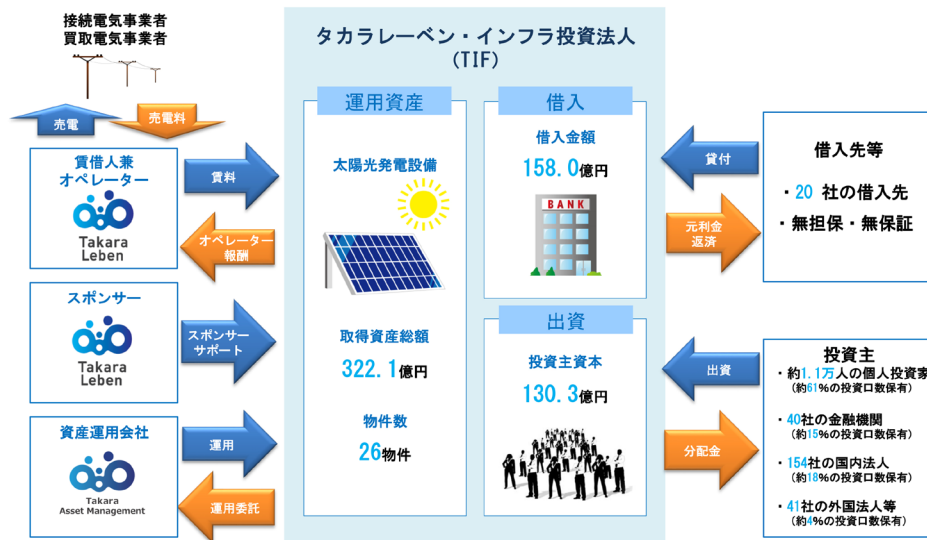 接続電気事業者
買取電気事業者
売電
売電料
賃借人兼
オペレーター
Takara
Leben
賃料
オペレーター
報酬
スポンサー
Takara
Leben
スポンサー
サポート
資産運用会社
Takara
Asset Management
運用
運用委託
タカラレーベン・インフラ投資法人
(TIF)
運用資産
太陽光発電設備
取得資産総額
322.1億円
物件数
26物件
借入
借入金額
158.0億円
BANK
出資
投資主資本
130.3億円
貸付
元利金
返済
借入先等
・20 社の借入先
・無担保・無保証
出資
分配金
投資主
・約1.1万人の個人投資家
(約61%の投資口数保有)
・40社の金融機関
(約15%の投資口数保有)
・154社の国内法人
(約18%の投資口数保有)
・41社の外国法人等
(約4%の投資口数保有)